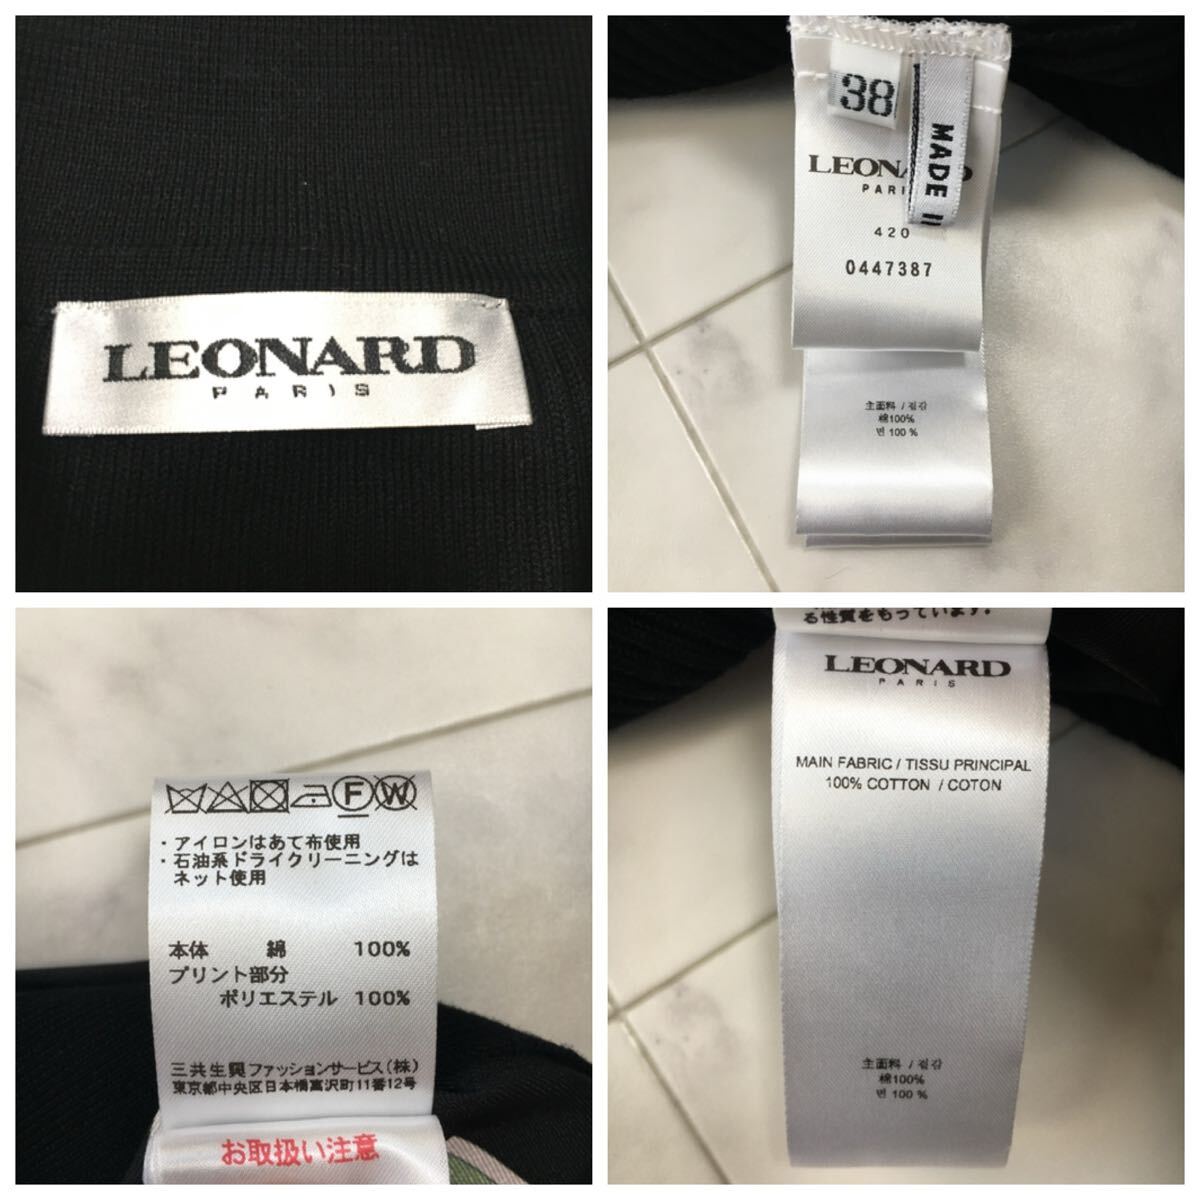 LEONARD
PARIS
38
MADE I
LEONA D
PARI
420
0447387
主面料 / 겉감
棉100%
면 100 %
F W
・アイロンはあて布使用
・石油系ドライクリーニングは
ネット使用
本体 綿 100%
プリント部分
ポリエステル 100%
三共生興ファッションサービス(株)
東京都中央区日本橋富沢町11番12号
お取扱い注意
る性質をもっています。
LEONARD
PARIS
MAIN FABRIC / TISSU PRINCIPAL
100% COTTON / COTON
主面料 / 겉감
棉100%
면 100 %